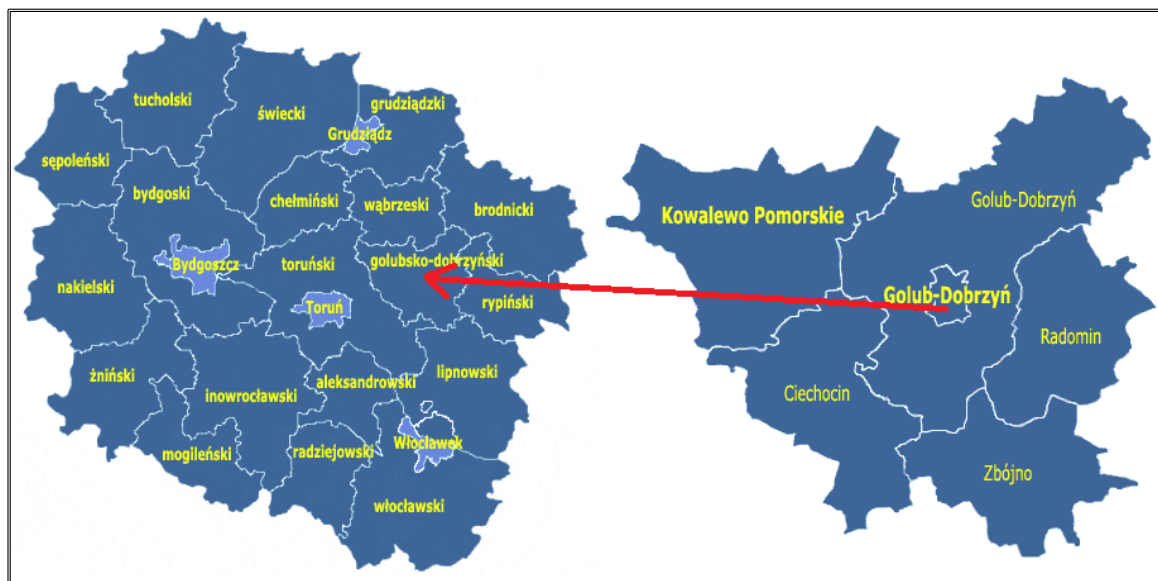 tucholski
świecki
grudziądzki
Grudziądz
sępoleński
bydgoski
chełmiński
wąbrzeski
brodnicki
Bydgoszcz
toruński
golubsko-dobrzyński
nakielski
Toruń
rypiński
żniński
inowrocławski
aleksandrowski
lipnowski
mogileński
radziejowski
Włocławek
włocławski
Kowalewo Pomorskie
Golub-Dobrzyń
Golub-Dobrzyń
Radomin
Ciechocin
Zbójno